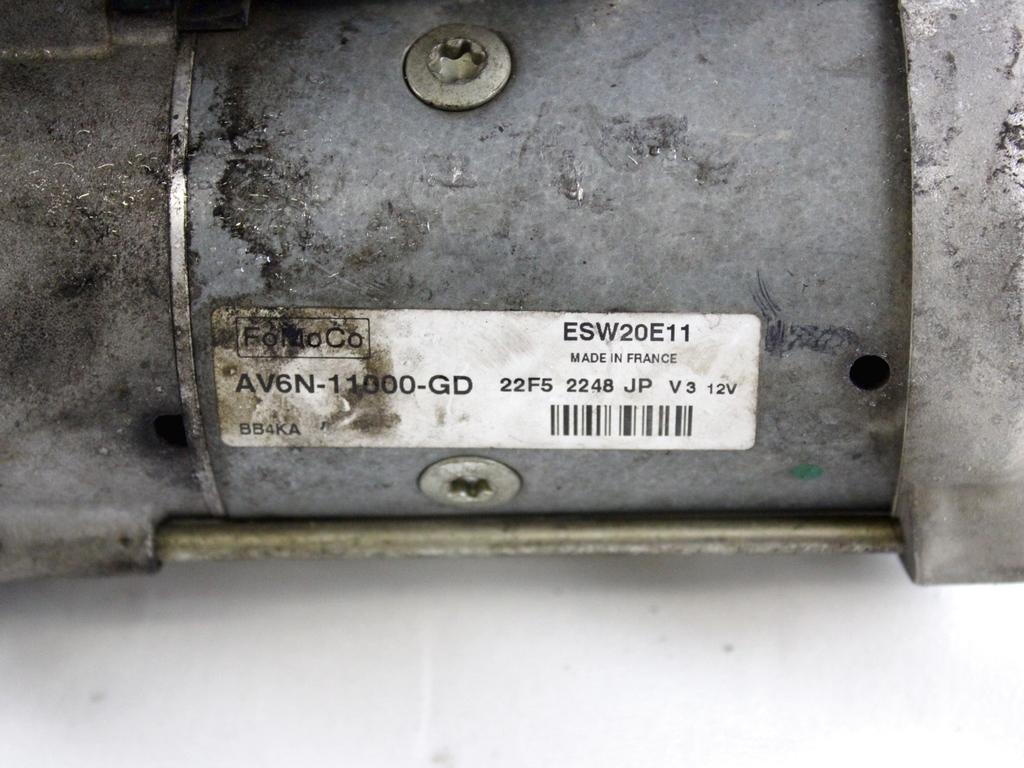 FoMoCo
ESW20E11
MADE IN FRANCE
AV6N-11000-GD 22F5 2248 JP V3 12V
BB4KA